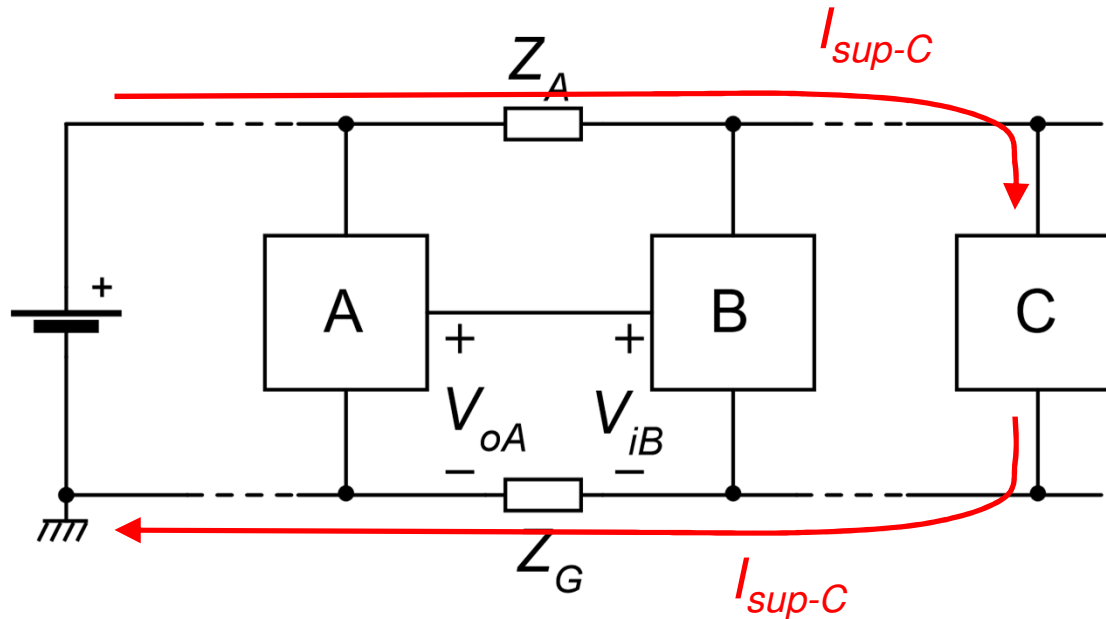 I_sup-C
Z_A
+
A
B
C
+
+
V_oA
V_iB
–
–
Z_G
I_sup-C